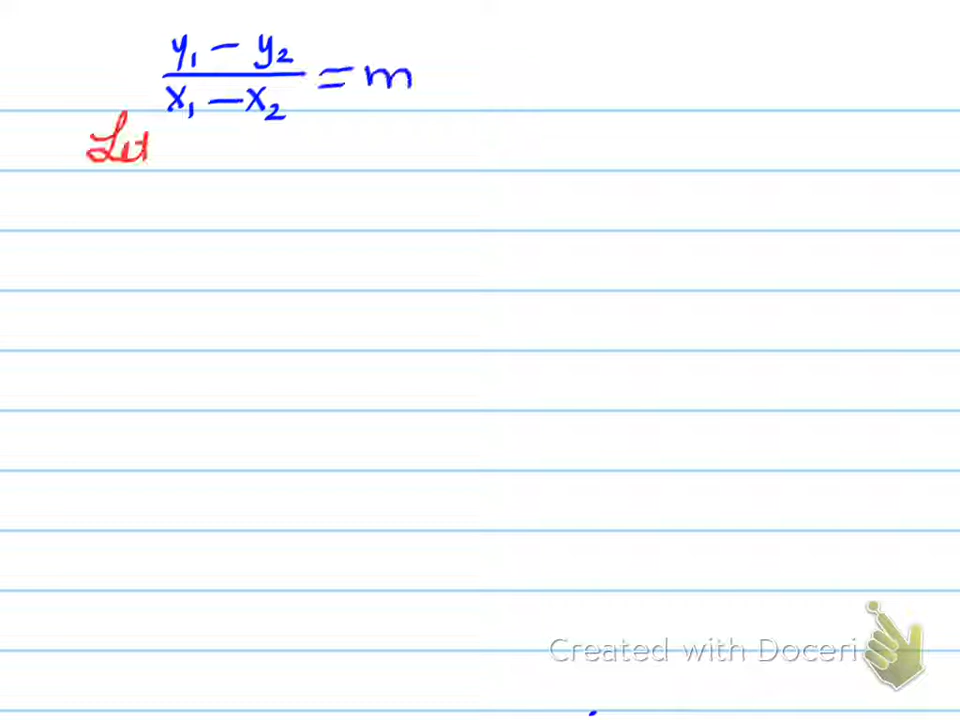 y₁ − y₂
x₁ − x₂
= m
Let
Created with Doceri